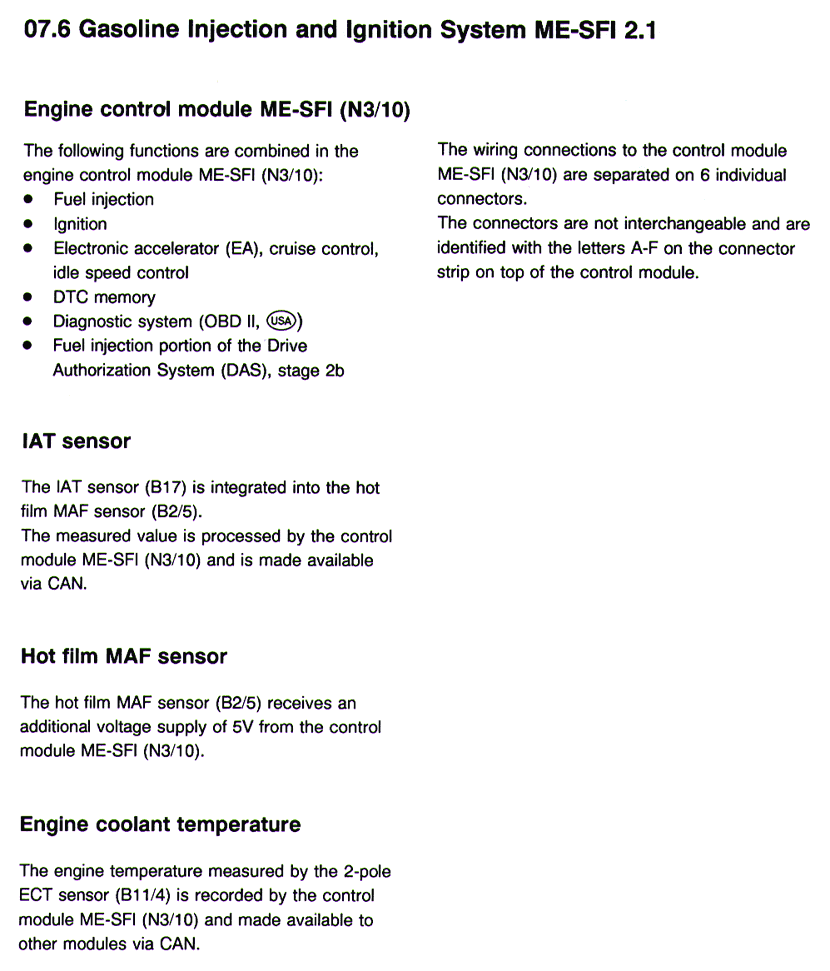 07.6 Gasoline Injection and Ignition System ME-SFI 2.1
Engine control module ME-SFI (N3/10)
The following functions are combined in the
engine control module ME-SFI (N3/10):
● Fuel injection
● Ignition
● Electronic accelerator (EA), cruise control,
idle speed control
● DTC memory
● Diagnostic system (OBD II, USA)
● Fuel injection portion of the Drive
Authorization System (DAS), stage 2b
The wiring connections to the control module
ME-SFI (N3/10) are separated on 6 individual
connectors.
The connectors are not interchangeable and are
identified with the letters A-F on the connector
strip on top of the control module.
IAT sensor
The IAT sensor (B17) is integrated into the hot
film MAF sensor (B2/5).
The measured value is processed by the control
module ME-SFI (N3/10) and is made available
via CAN.
Hot film MAF sensor
The hot film MAF sensor (B2/5) receives an
additional voltage supply of 5V from the control
module ME-SFI (N3/10).
Engine coolant temperature
The engine temperature measured by the 2-pole
ECT sensor (B11/4) is recorded by the control
module ME-SFI (N3/10) and made available to
other modules via CAN.